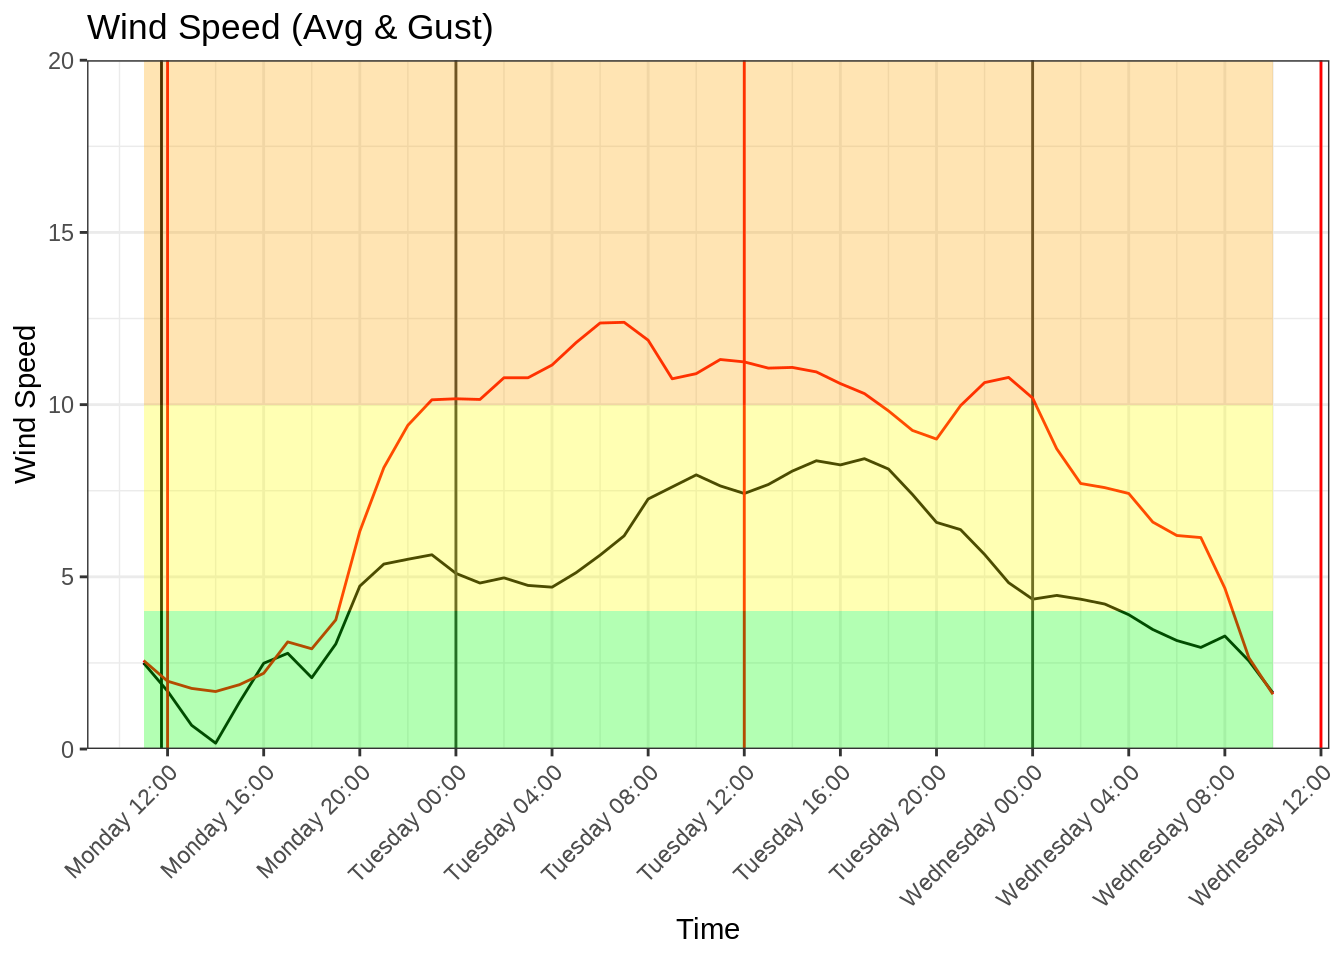 Wind Speed (Avg & Gust)
Wind Speed
20
15
10
5
0
Monday 12:00
Monday 16:00
Monday 20:00
Tuesday 00:00
Tuesday 04:00
Tuesday 08:00
Tuesday 12:00
Tuesday 16:00
Tuesday 20:00
Wednesday 00:00
Wednesday 04:00
Wednesday 08:00
Wednesday 12:00
Time